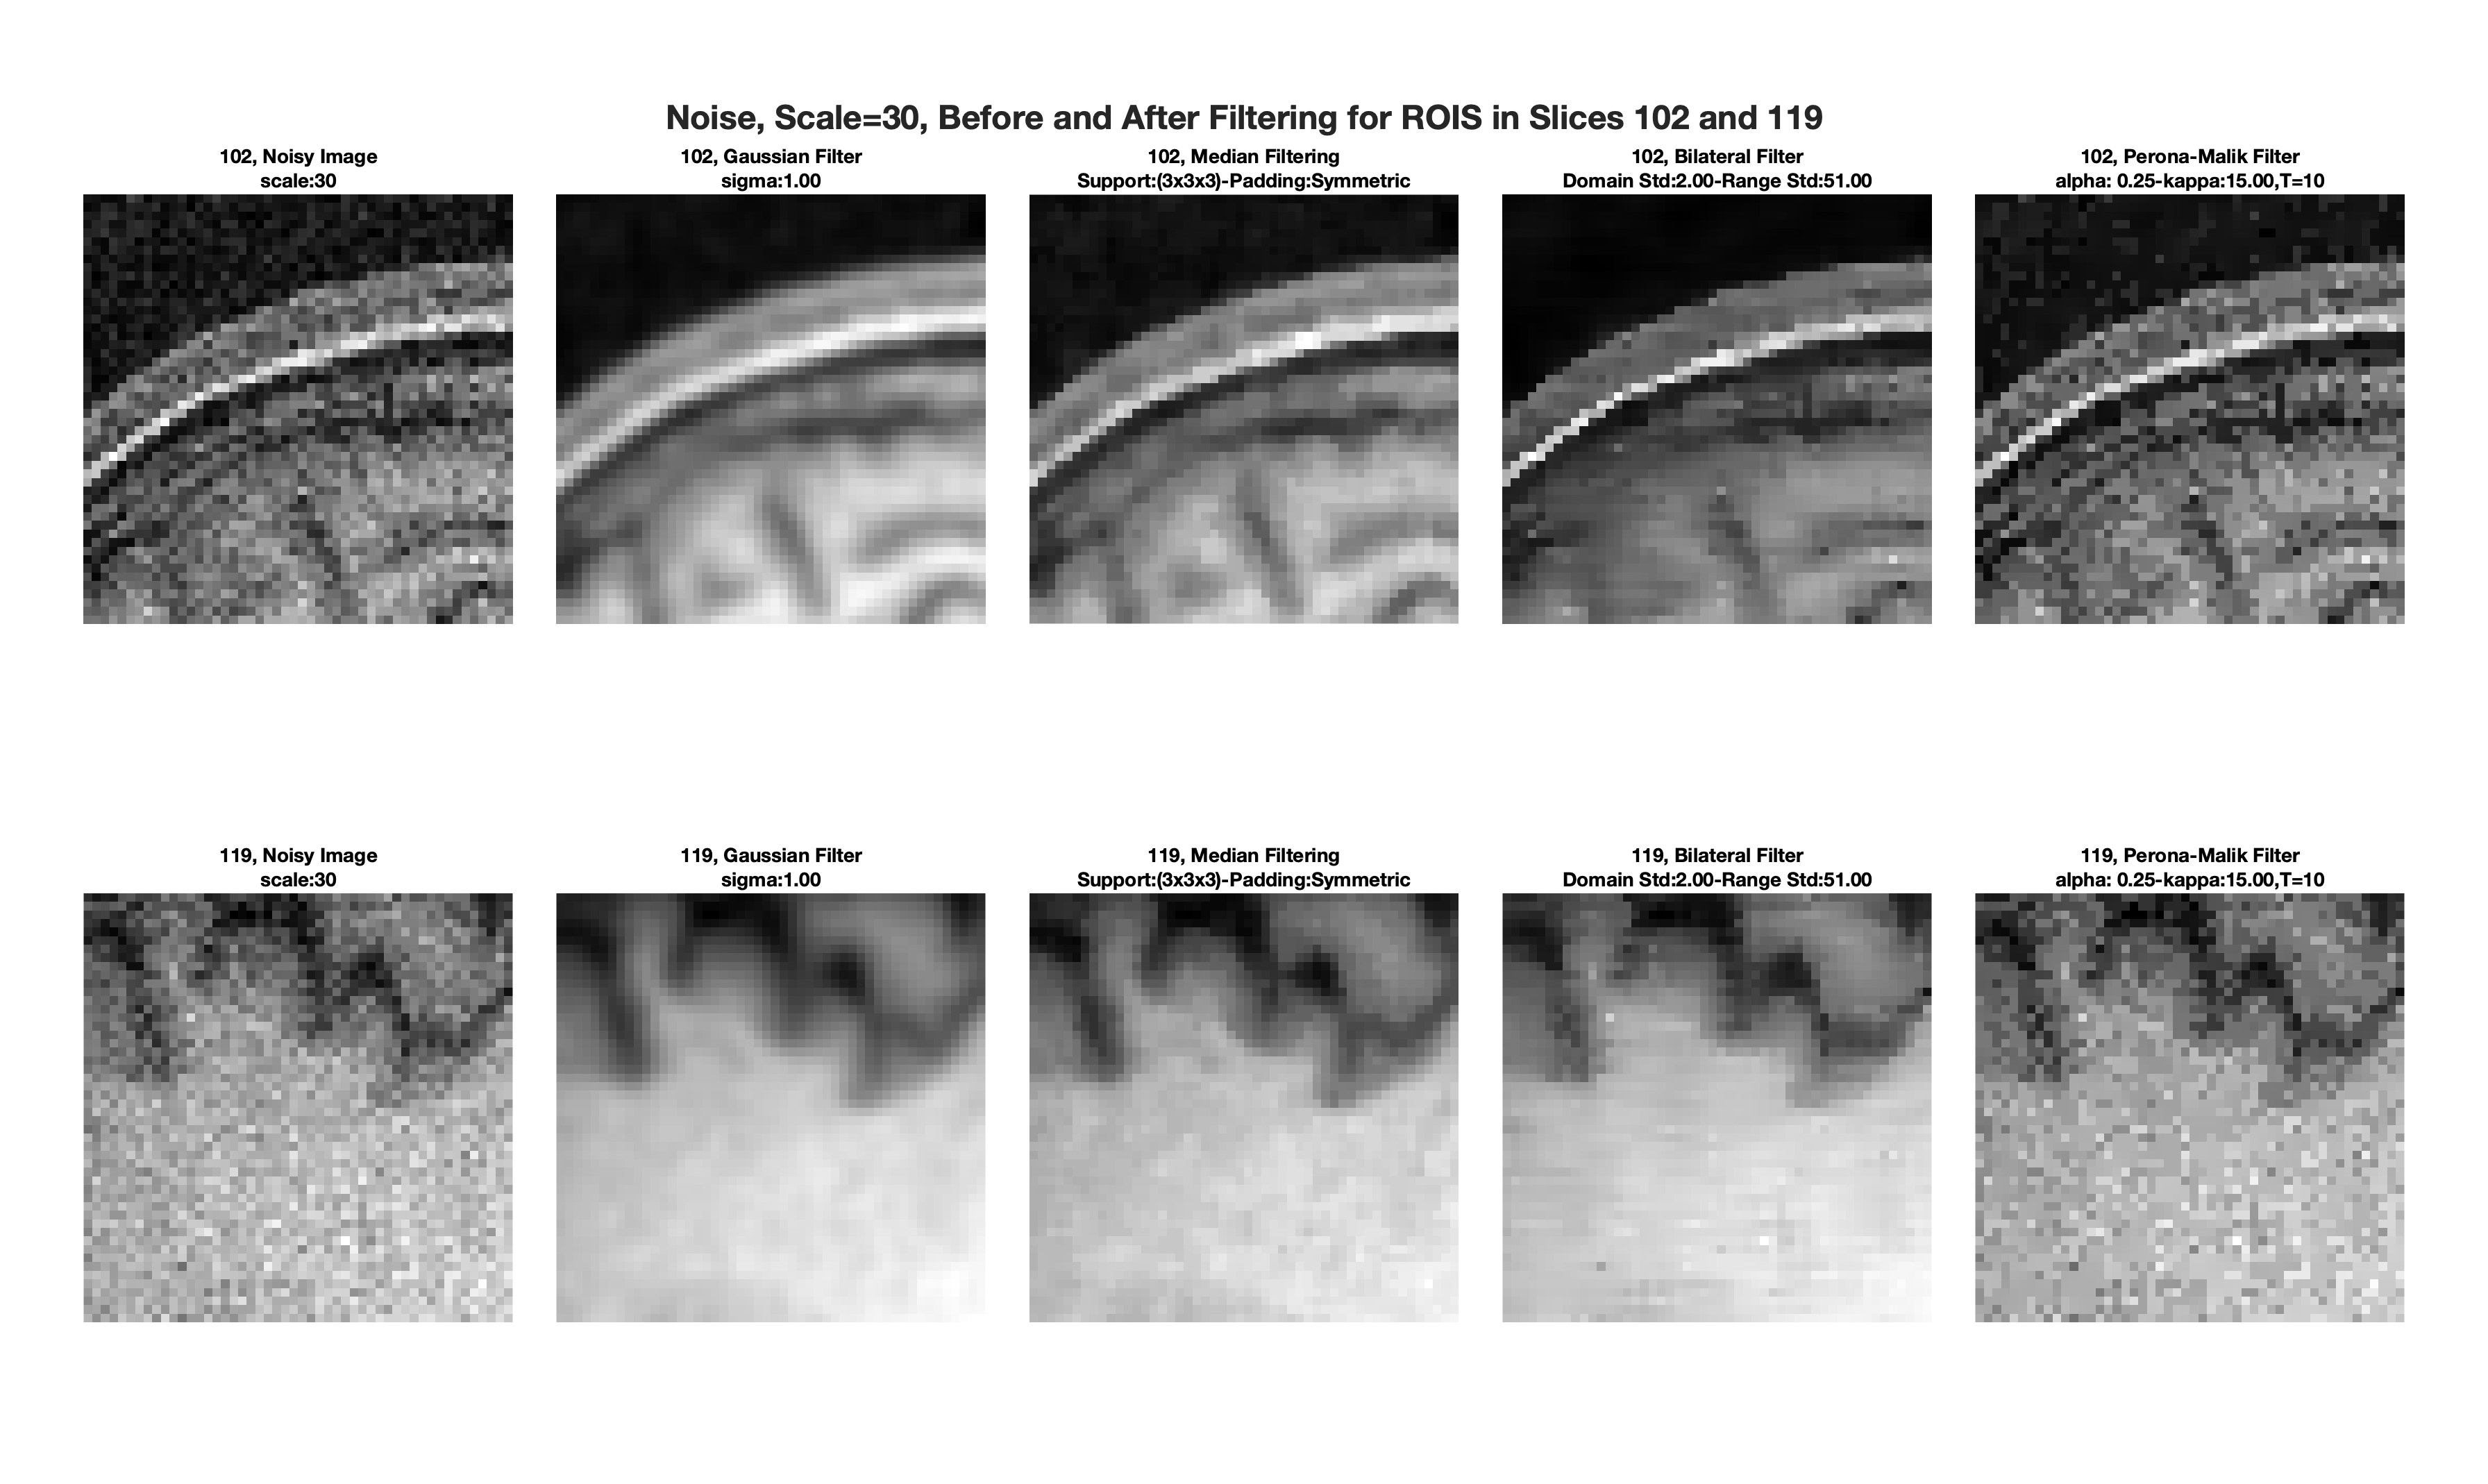 Noise, Scale=30, Before and After Filtering for ROIS in Slices 102 and 119
102, Noisy Image
scale:30
102, Gaussian Filter
sigma:1.00
102, Median Filtering
Support:(3x3x3)-Padding:Symmetric
102, Bilateral Filter
Domain Std:2.00-Range Std:51.00
102, Perona-Malik Filter
alpha: 0.25-kappa:15.00,T=10
119, Noisy Image
scale:30
119, Gaussian Filter
sigma:1.00
119, Median Filtering
Support:(3x3x3)-Padding:Symmetric
119, Bilateral Filter
Domain Std:2.00-Range Std:51.00
119, Perona-Malik Filter
alpha: 0.25-kappa:15.00,T=10